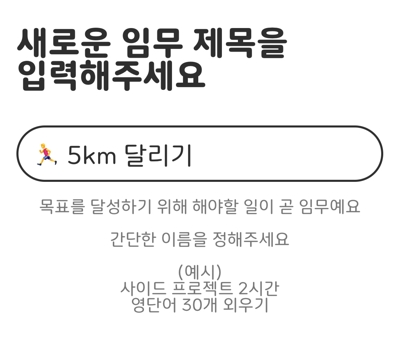 새로운 임무 제목을
입력해주세요
🏃 5km 달리기
목표를 달성하기 위해 해야할 일이 곧 임무예요
간단한 이름을 정해주세요
(예시)
사이드 프로젝트 2시간
영단어 30개 외우기